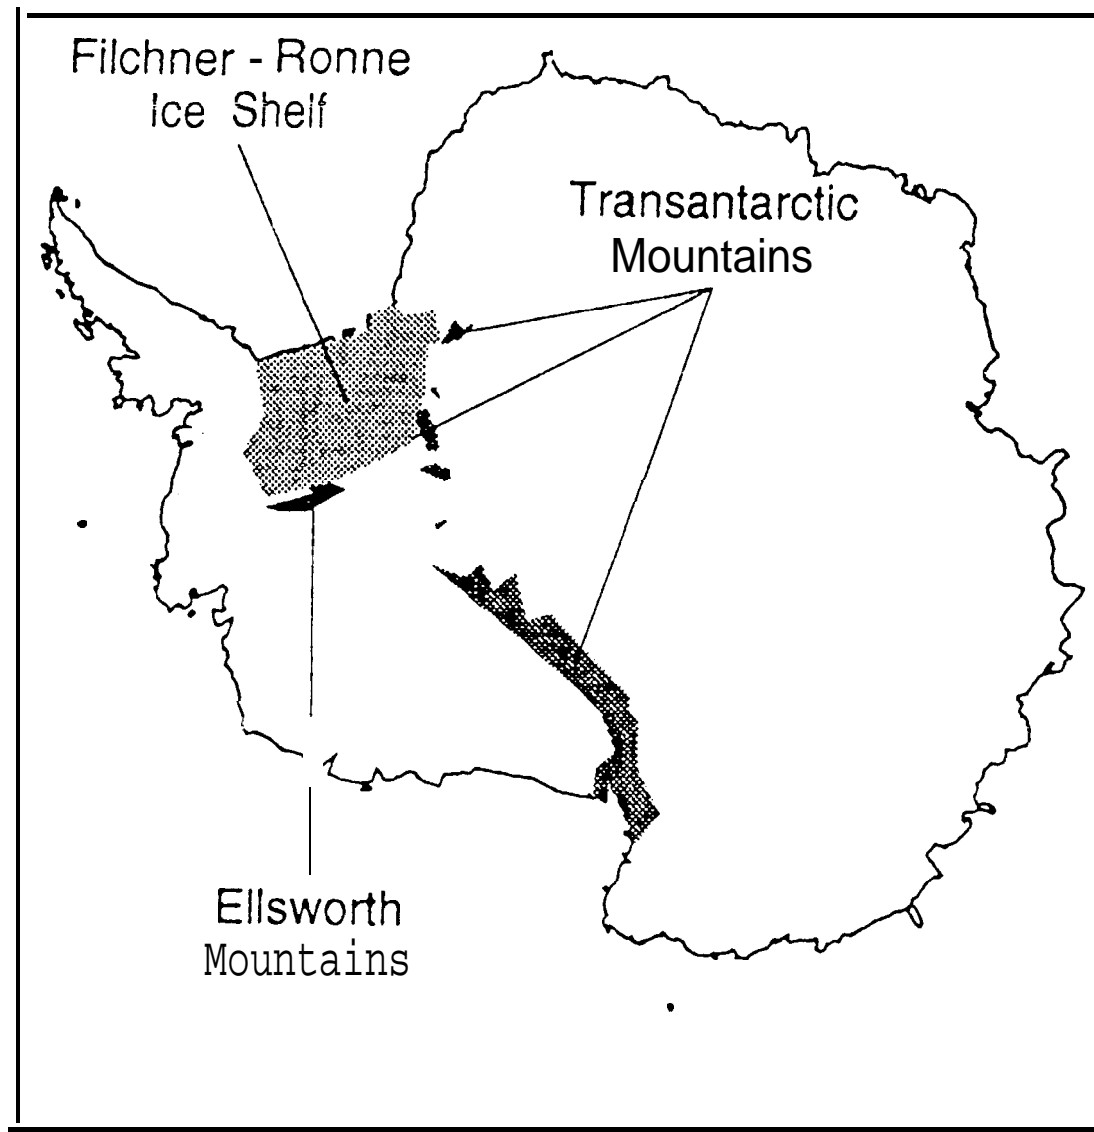 Filchner - Ronne
Ice Shelf
Transantarctic
Mountains
Ellsworth
Mountains